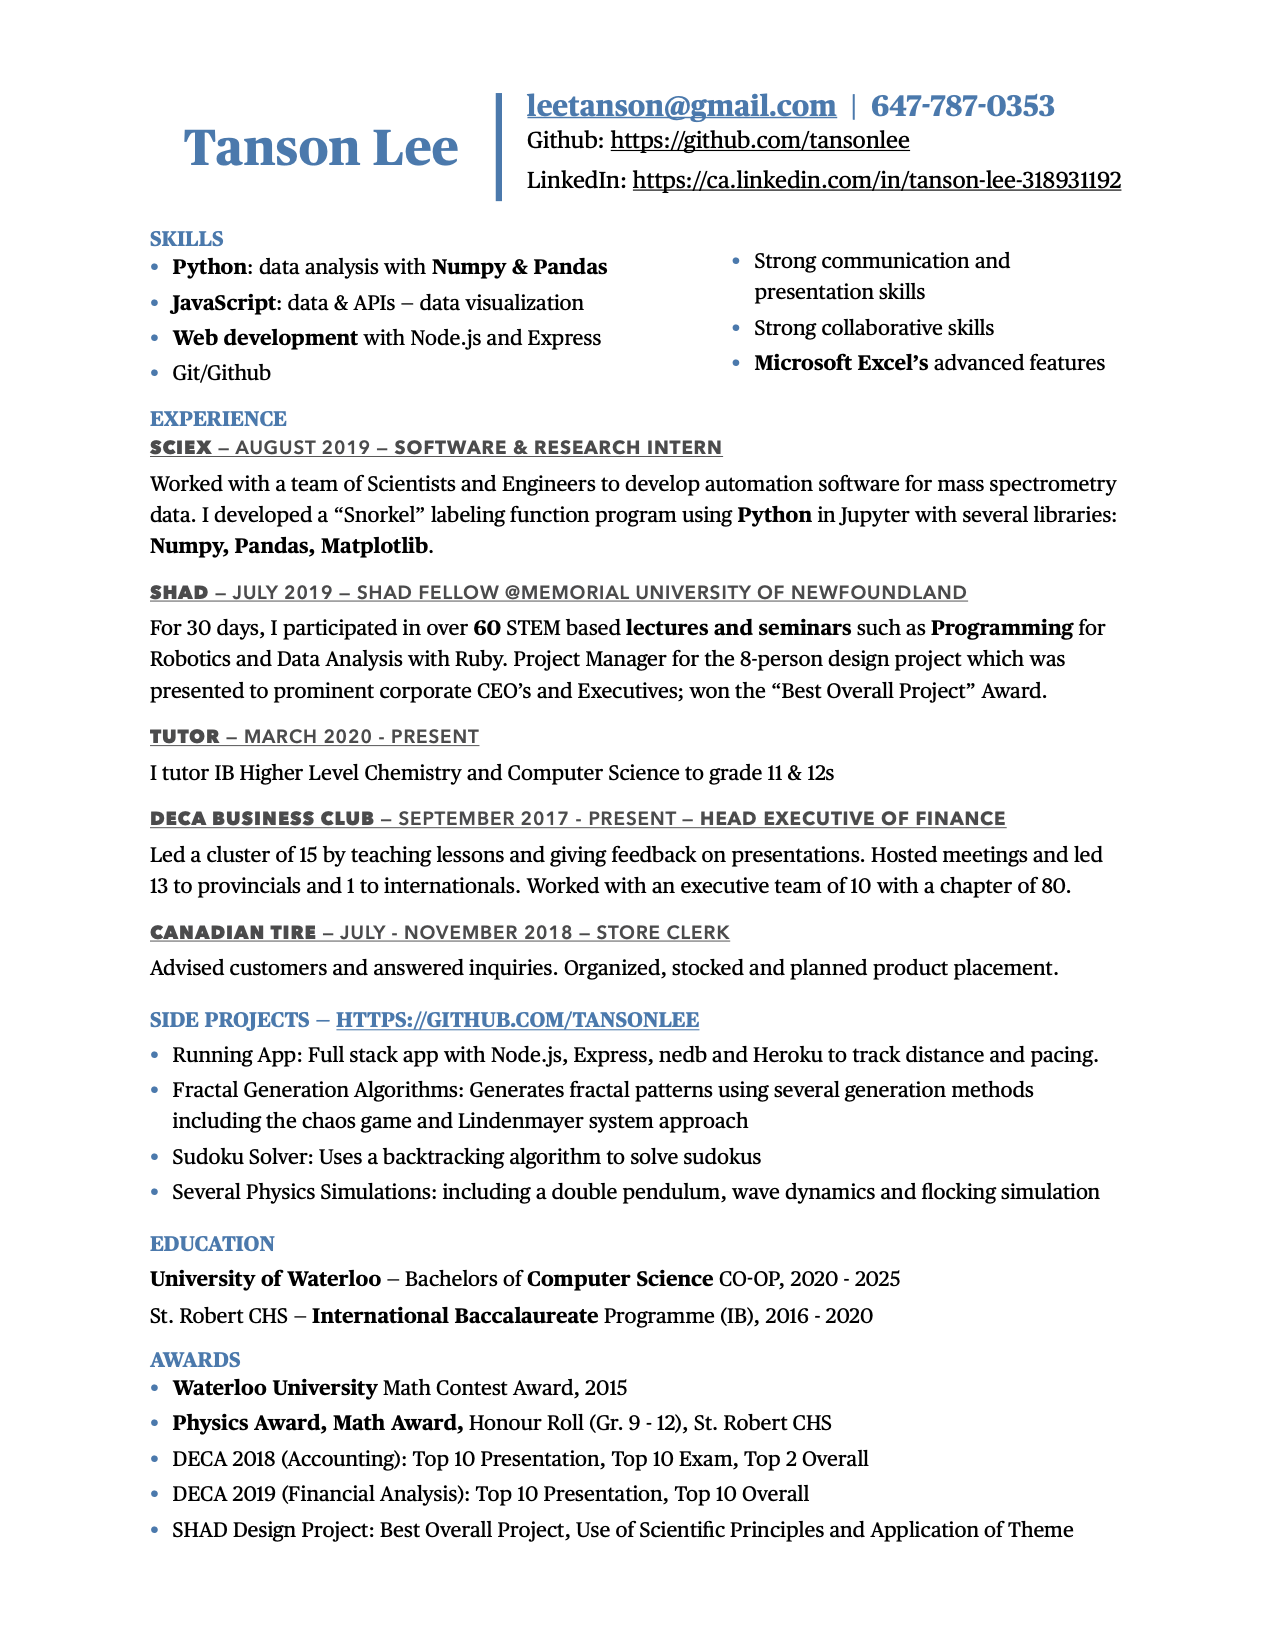 Tanson Lee
leetanson@gmail.com | 647-787-0353
Github: https://github.com/tansonlee
LinkedIn: https://ca.linkedin.com/in/tanson-lee-318931192
SKILLS
• Python: data analysis with Numpy & Pandas
• JavaScript: data & APIs – data visualization
• Web development with Node.js and Express
• Git/Github
• Strong communication and
presentation skills
• Strong collaborative skills
• Microsoft Excel’s advanced features
EXPERIENCE
SCIEX – AUGUST 2019 – SOFTWARE & RESEARCH INTERN
Worked with a team of Scientists and Engineers to develop automation software for mass spectrometry
data. I developed a “Snorkel” labeling function program using Python in Jupyter with several libraries:
Numpy, Pandas, Matplotlib.
SHAD – JULY 2019 – SHAD FELLOW @MEMORIAL UNIVERSITY OF NEWFOUNDLAND
For 30 days, I participated in over 60 STEM based lectures and seminars such as Programming for
Robotics and Data Analysis with Ruby. Project Manager for the 8-person design project which was
presented to prominent corporate CEO’s and Executives; won the “Best Overall Project” Award.
TUTOR – MARCH 2020 - PRESENT
I tutor IB Higher Level Chemistry and Computer Science to grade 11 & 12s
DECA BUSINESS CLUB – SEPTEMBER 2017 - PRESENT – HEAD EXECUTIVE OF FINANCE
Led a cluster of 15 by teaching lessons and giving feedback on presentations. Hosted meetings and led
13 to provincials and 1 to internationals. Worked with an executive team of 10 with a chapter of 80.
CANADIAN TIRE – JULY - NOVEMBER 2018 – STORE CLERK
Advised customers and answered inquiries. Organized, stocked and planned product placement.
SIDE PROJECTS – HTTPS://GITHUB.COM/TANSONLEE
• Running App: Full stack app with Node.js, Express, nedb and Heroku to track distance and pacing.
• Fractal Generation Algorithms: Generates fractal patterns using several generation methods
including the chaos game and Lindenmayer system approach
• Sudoku Solver: Uses a backtracking algorithm to solve sudokus
• Several Physics Simulations: including a double pendulum, wave dynamics and flocking simulation
EDUCATION
University of Waterloo – Bachelors of Computer Science CO-OP, 2020 - 2025
St. Robert CHS – International Baccalaureate Programme (IB), 2016 - 2020
AWARDS
• Waterloo University Math Contest Award, 2015
• Physics Award, Math Award, Honour Roll (Gr. 9 - 12), St. Robert CHS
• DECA 2018 (Accounting): Top 10 Presentation, Top 10 Exam, Top 2 Overall
• DECA 2019 (Financial Analysis): Top 10 Presentation, Top 10 Overall
• SHAD Design Project: Best Overall Project, Use of Scientific Principles and Application of Theme